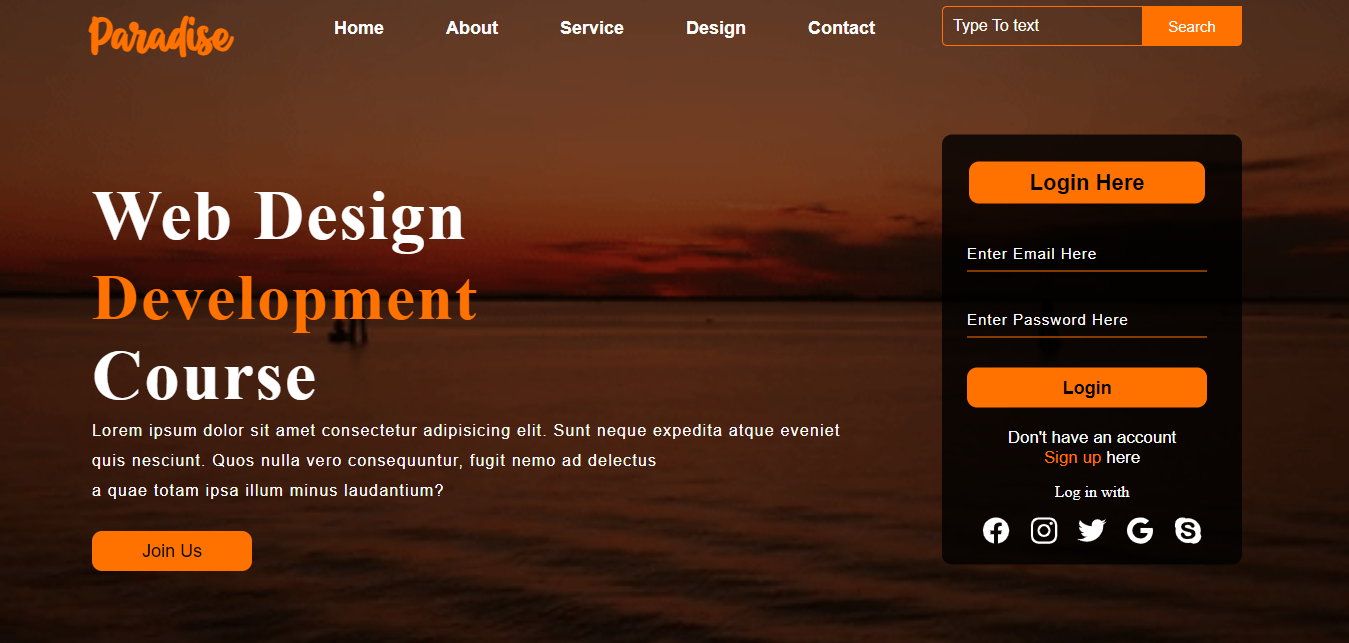 Paradise
Home About Service Design Contact
Type To text Search
Web Design
Development
Course
Lorem ipsum dolor sit amet consectetur adipisicing elit. Sunt neque expedita atque eveniet
quis nesciunt. Quos nulla vero consequuntur, fugit nemo ad delectus
a quae totam ipsa illum minus laudantium?
Join Us
Login Here
Enter Email Here
Enter Password Here
Login
Don't have an account
Sign up here
Log in with